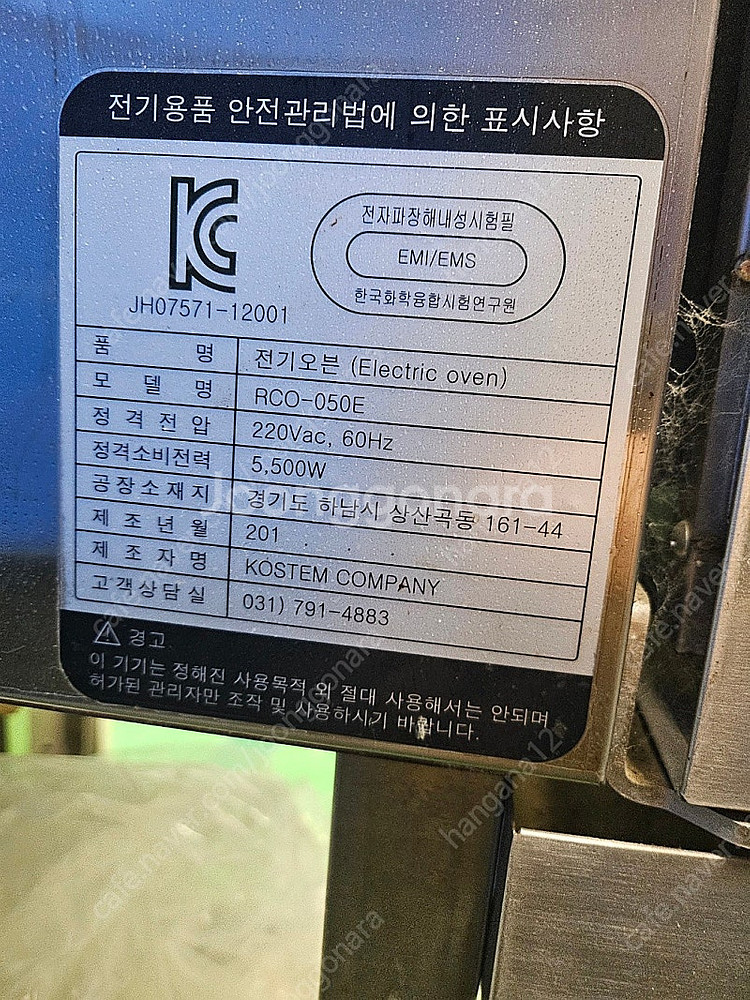 전기용품 안전관리법에 의한 표시사항
KC
JH07571-12001
전자파장해내성시험필
EMI/EMS
한국화학융합시험연구원
품 명 전기오븐 (Electric oven)
모 델 명 RCO-050E
정 격 전 압 220Vac, 60Hz
정격소비전력 5,500W
공 장 소 재 지 경기도 하남시 상산곡동 161-44
제 조 년 월 201 . . .
제 조 자 명 KOSTEM COMPANY
고객상담실 031) 791-4883
경고
이 기기는 정해진 사용목적 외 절대 사용해서는 안되며
허가된 관리자만 조작 및 사용하시기 바랍니다.
Joonggonara
hangana12
cafe.naver